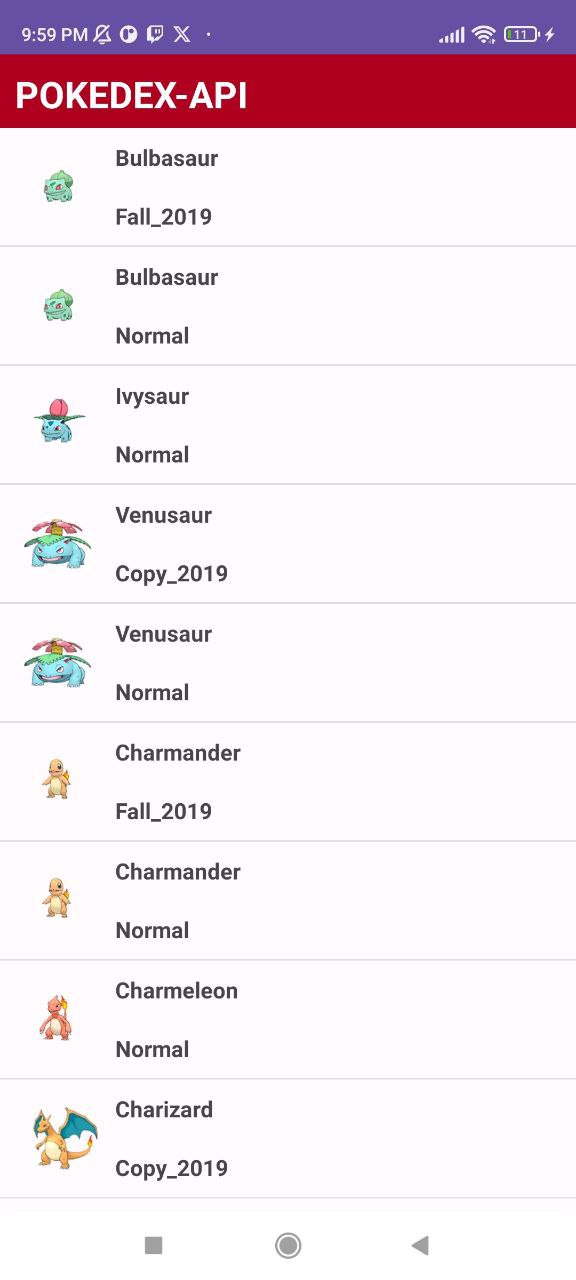 9:59 PM
11
POKEDEX-API
Bulbasaur
Fall_2019
Bulbasaur
Normal
Ivysaur
Normal
Venusaur
Copy_2019
Venusaur
Normal
Charmander
Fall_2019
Charmander
Normal
Charmeleon
Normal
Charizard
Copy_2019